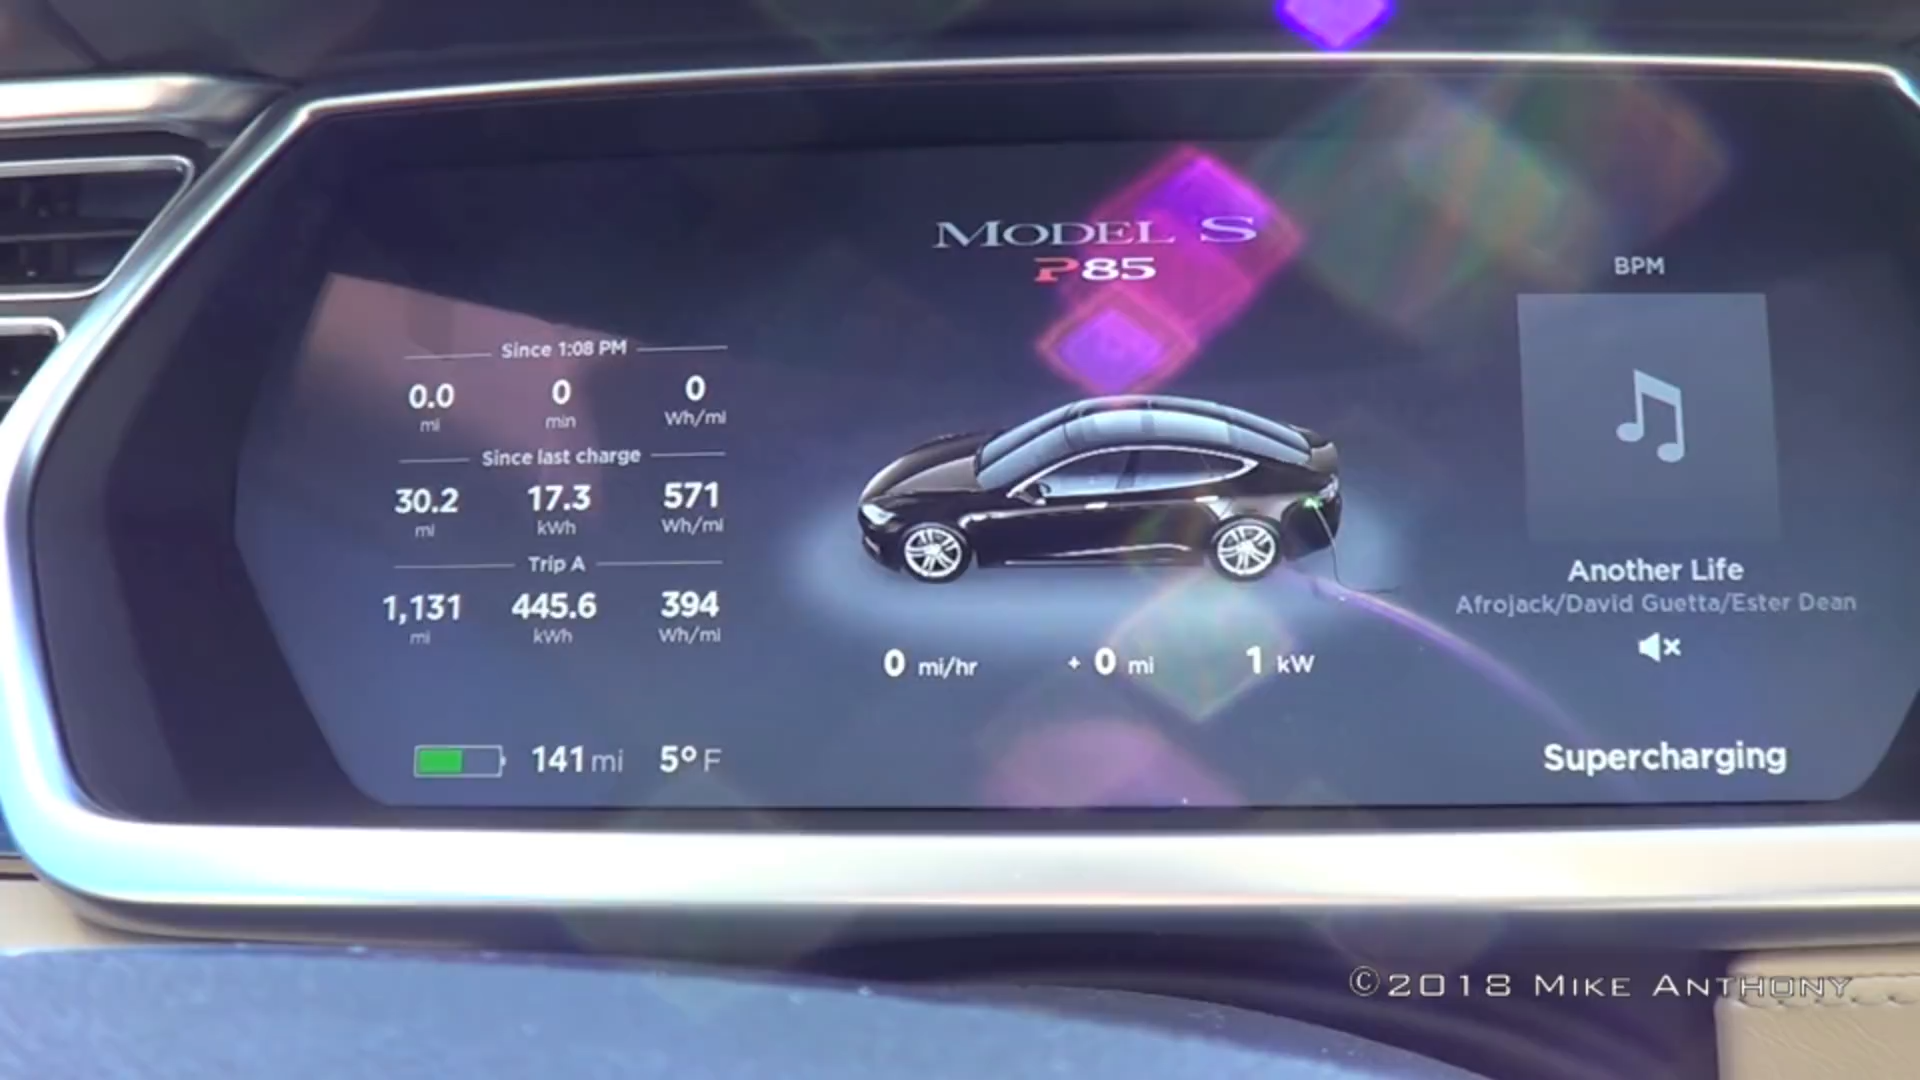 MODEL S
P85
BPM
Since 1:08 PM
0.0 0 0
mi min Wh/mi
Since last charge
30.2 17.3 571
mi kWh Wh/mi
Trip A
1,131 445.6 394
mi kWh Wh/mi
Another Life
Afrojack/David Guetta/Ester Dean
0 mi/hr + 0 mi 1 kW
141 mi 5° F
Supercharging
©2018 MIKE ANTHONY